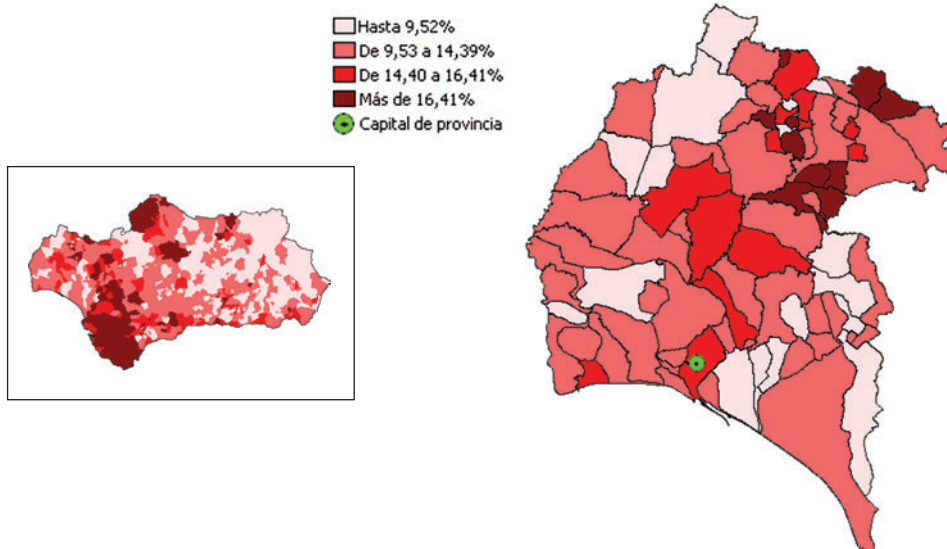 Hasta 9,52%
De 9,53 a 14,39%
De 14,40 a 16,41%
Más de 16,41%
Capital de provincia